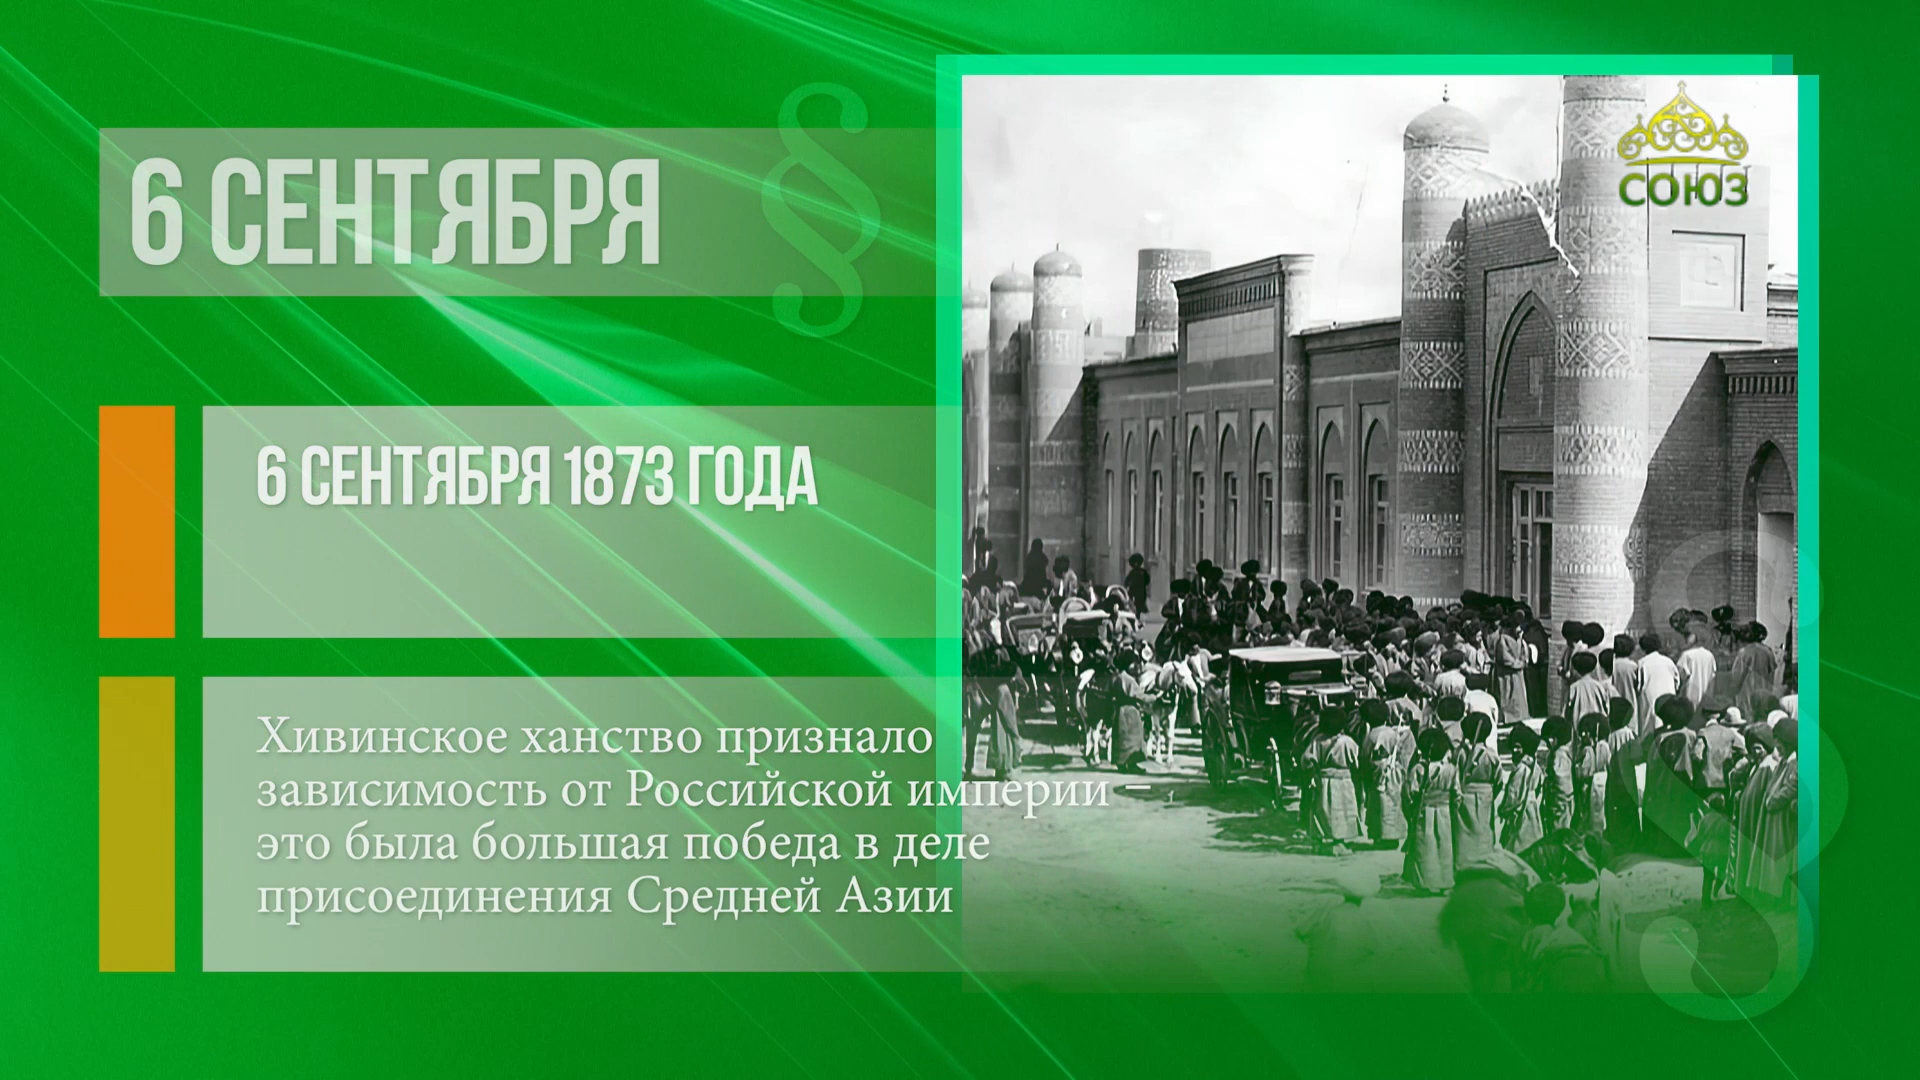 6 СЕНТЯБРЯ
§
СОЮЗ
6 СЕНТЯБРЯ 1873 ГОДА
Хивинское ханство признало
зависимость от Российской империи –
это была большая победа в деле
присоединения Средней Азии
§